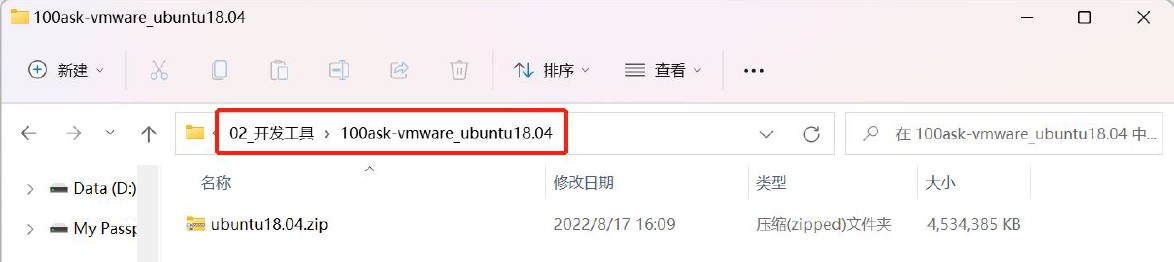 100ask-vmware_ubuntu18.04
新建 排序 查看
02_开发工具 > 100ask-vmware_ubuntu18.04 在 100ask-vmware_ubuntu18.04 中...
Data (D:) 名称 修改日期 类型 大小
My Passp ubuntu18.04.zip 2022/8/17 16:09 压缩(zipped)文件夹 4,534,385 KB